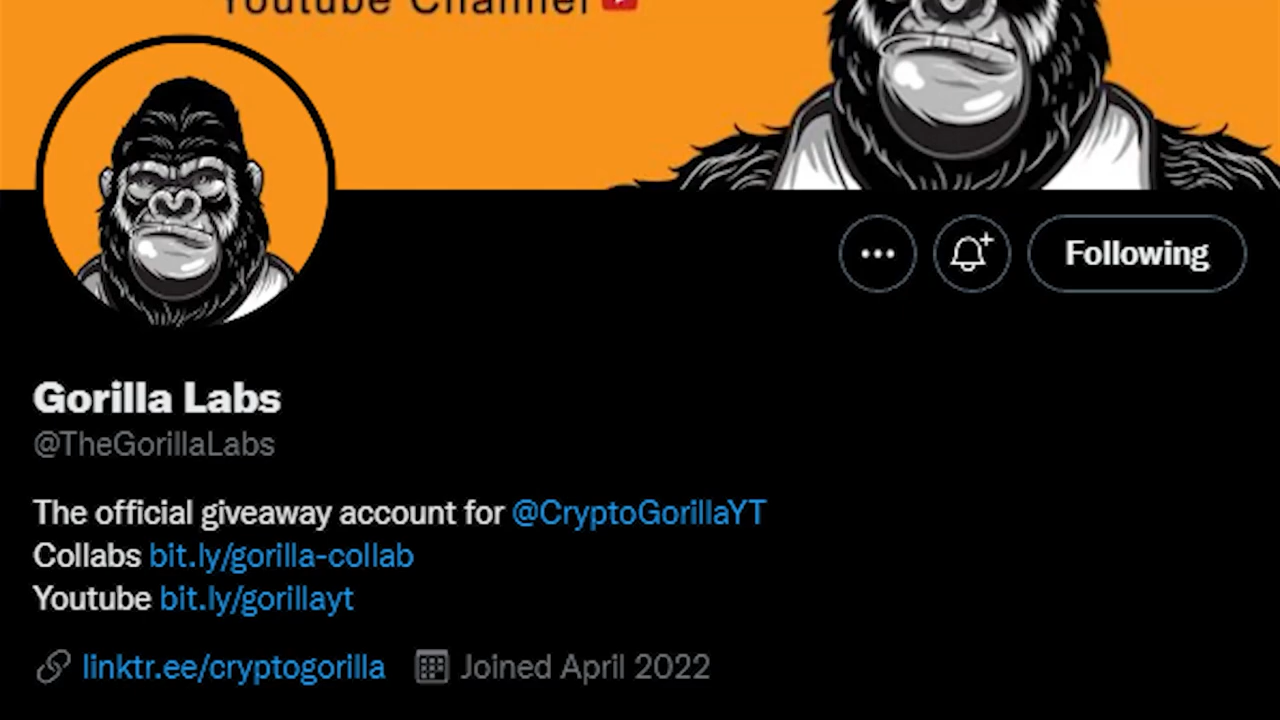 Youtube Channel
Following
Gorilla Labs
@TheGorillaLabs
The official giveaway account for @CryptoGorillaYT
Collabs bit.ly/gorilla-collab
Youtube bit.ly/gorillayt
linktr.ee/cryptogorilla Joined April 2022